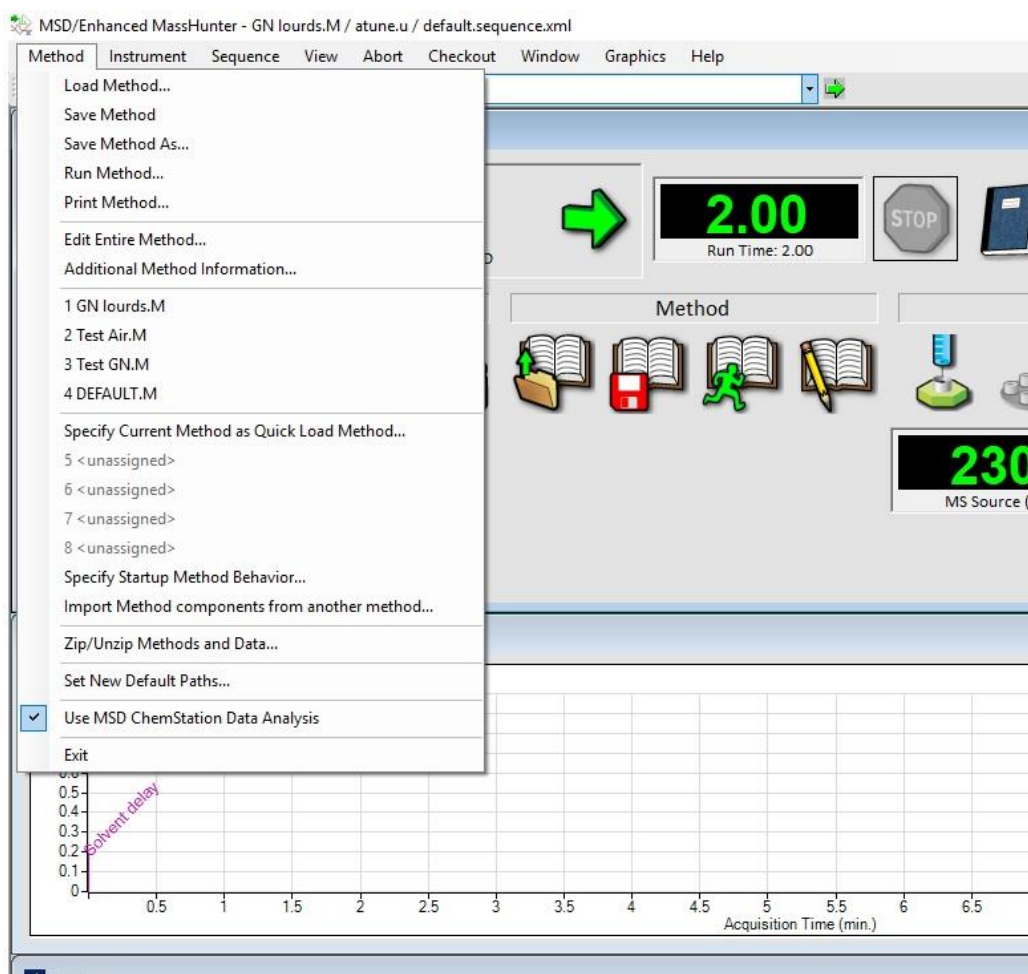 MSD/Enhanced MassHunter - GN lourds.M / atune.u / default.sequence.xml
Method Instrument Sequence View Abort Checkout Window Graphics Help
Load Method...
Save Method
Save Method As...
Run Method...
Print Method...
Edit Entire Method...
Additional Method Information...
1 GN lourds.M
2 Test Air.M
3 Test GN.M
4 DEFAULT.M
Specify Current Method as Quick Load Method...
5 <unassigned>
6 <unassigned>
7 <unassigned>
8 <unassigned>
Specify Startup Method Behavior...
Import Method components from another method...
Zip/Unzip Methods and Data...
Set New Default Paths...
Use MSD ChemStation Data Analysis
Exit
2.00
Run Time: 2.00
STOP
Method
230
MS Source (
0.5
0.4
0.3
0.2
0.1
0
Solvent delay
0.5 1 1.5 2 2.5 3 3.5 4 4.5 5 5.5 6 6.5
Acquisition Time (min.)